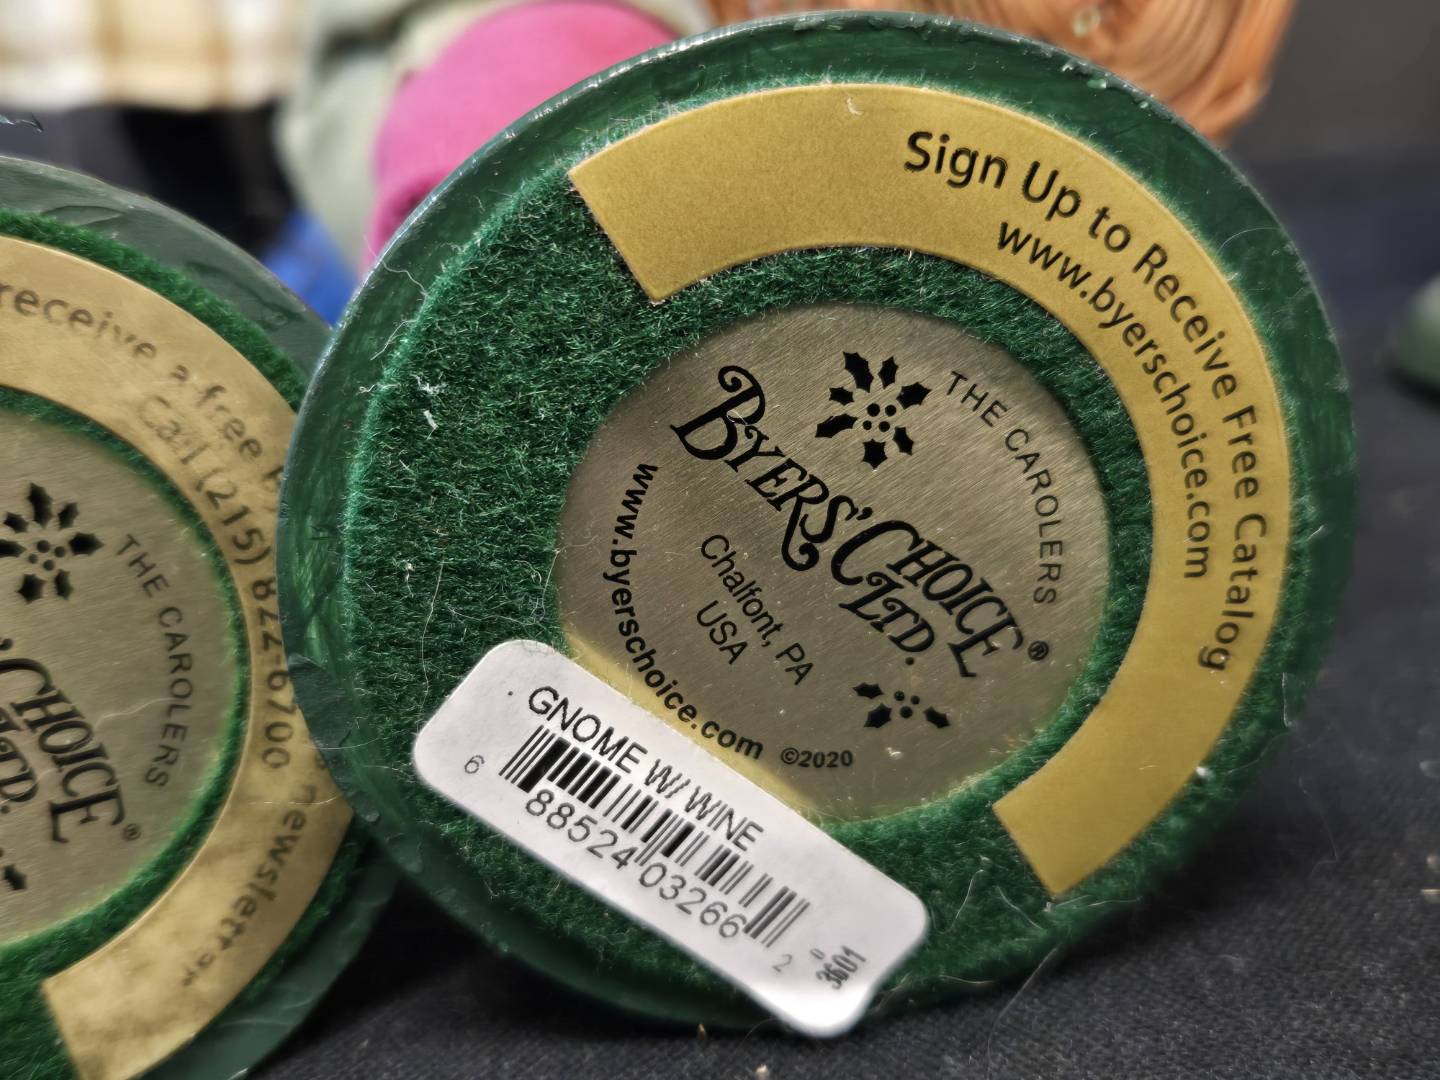 Sign Up to Receive Free Catalog
www.byerschoice.com
THE CAROLERS
BYERS' CHOICE
LTD.
®
Chalfont, PA
USA
www.byerschoice.com
©2020
GNOME W/ WINE
6 88524 03266 2
3601
receive a free
Call (215) 822-6700
newsletter
THE CAROLERS
CHOICE
LTD.
®